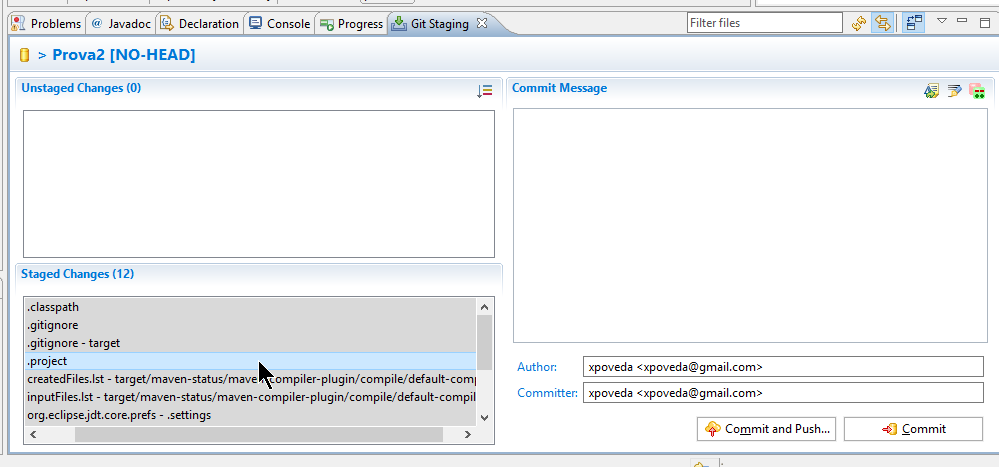 Problems @ Javadoc Declaration Console Progress Git Staging Filter files
> Prova2 [NO-HEAD]
Unstaged Changes (0)
Commit Message
Staged Changes (12)
.classpath
.gitignore
.gitignore - target
.project
createdFiles.lst - target/maven-status/maven-compiler-plugin/compile/default-comp
inputFiles.lst - target/maven-status/maven-compiler-plugin/compile/default-compil
org.eclipse.jdt.core.prefs - .settings
Author: xpoveda <xpoveda@gmail.com>
Committer: xpoveda <xpoveda@gmail.com>
Commit and Push...
Commit